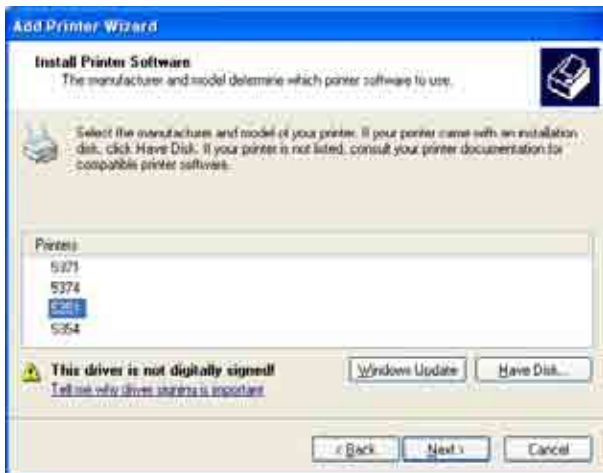 Add Printer Wizard
Install Printer Software
The manufacturer and model determine which printer software to use.
Select the manufacturer and model of your printer. If your printer came with an installation
disk, click Have Disk. If your printer is not listed, consult your printer documentation for
compatible printer software.
Printers
5374
5354
This driver is not digitally signed!
Windows Update
Have Disk...
Tell me why driver signing is important
< Back
Next >
Cancel